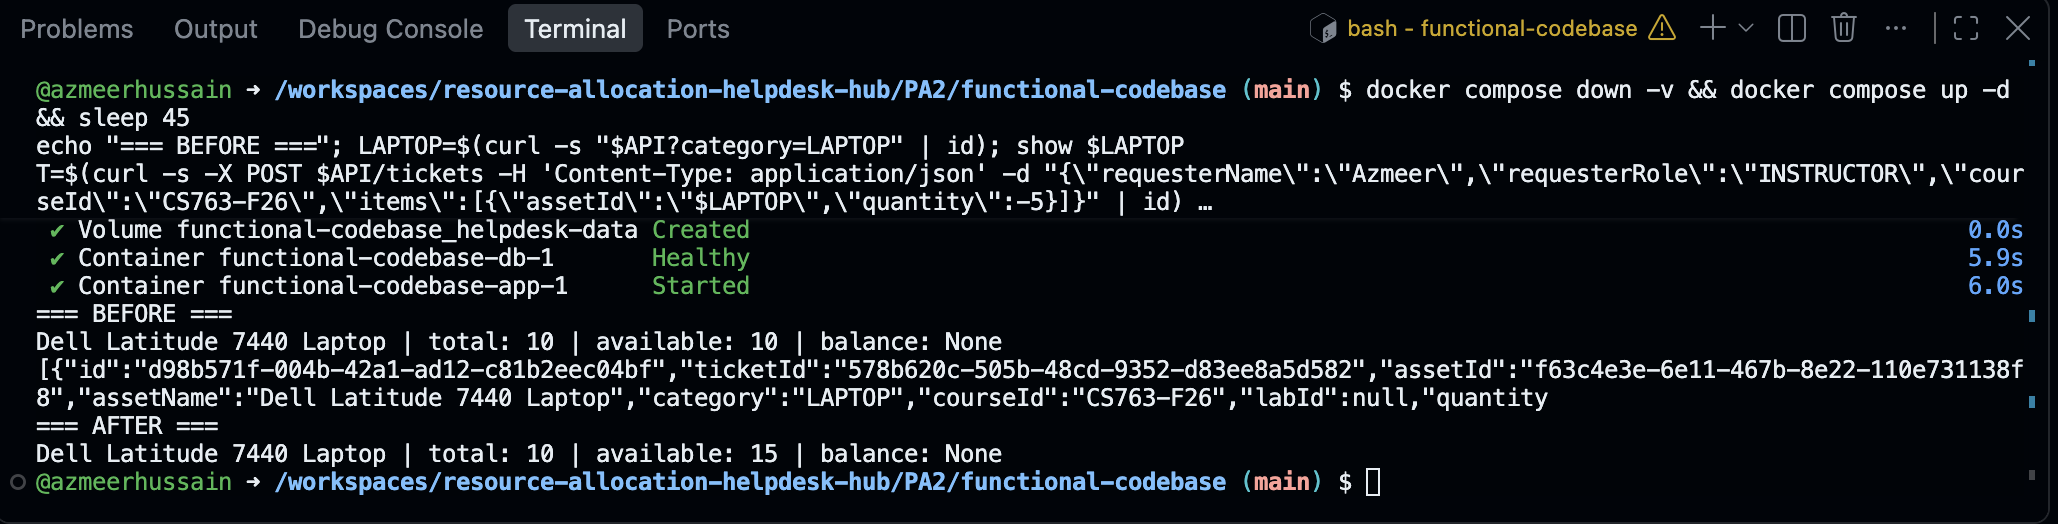 Problems Output Debug Console Terminal Ports bash - functional-codebase
@azmeerhussain → /workspaces/resource-allocation-helpdesk-hub/PA2/functional-codebase (main) $ docker compose down -v && docker compose up -d
&& sleep 45
echo "=== BEFORE ==="; LAPTOP=$(curl -s "$API?category=LAPTOP" | id); show $LAPTOP
T=$(curl -s -X POST $API/tickets -H 'Content-Type: application/json' -d "{\"requesterName\":\"Azmeer\",\"requesterRole\":\"INSTRUCTOR\",\"cour
seId\":\"CS763-F26\",\"items\":[{\"assetId\":\"$LAPTOP\",\"quantity\":-5}]}" | id) …
✔ Volume functional-codebase_helpdesk-data Created 0.0s
✔ Container functional-codebase-db-1 Healthy 5.9s
✔ Container functional-codebase-app-1 Started 6.0s
=== BEFORE ===
Dell Latitude 7440 Laptop | total: 10 | available: 10 | balance: None
[{"id":"d98b571f-004b-42a1-ad12-c81b2eec04bf","ticketId":"578b620c-505b-48cd-9352-d83ee8a5d582","assetId":"f63c4e3e-6e11-467b-8e22-110e731138f
8","assetName":"Dell Latitude 7440 Laptop","category":"LAPTOP","courseId":"CS763-F26","labId":null,"quantity
=== AFTER ===
Dell Latitude 7440 Laptop | total: 10 | available: 15 | balance: None
@azmeerhussain → /workspaces/resource-allocation-helpdesk-hub/PA2/functional-codebase (main) $